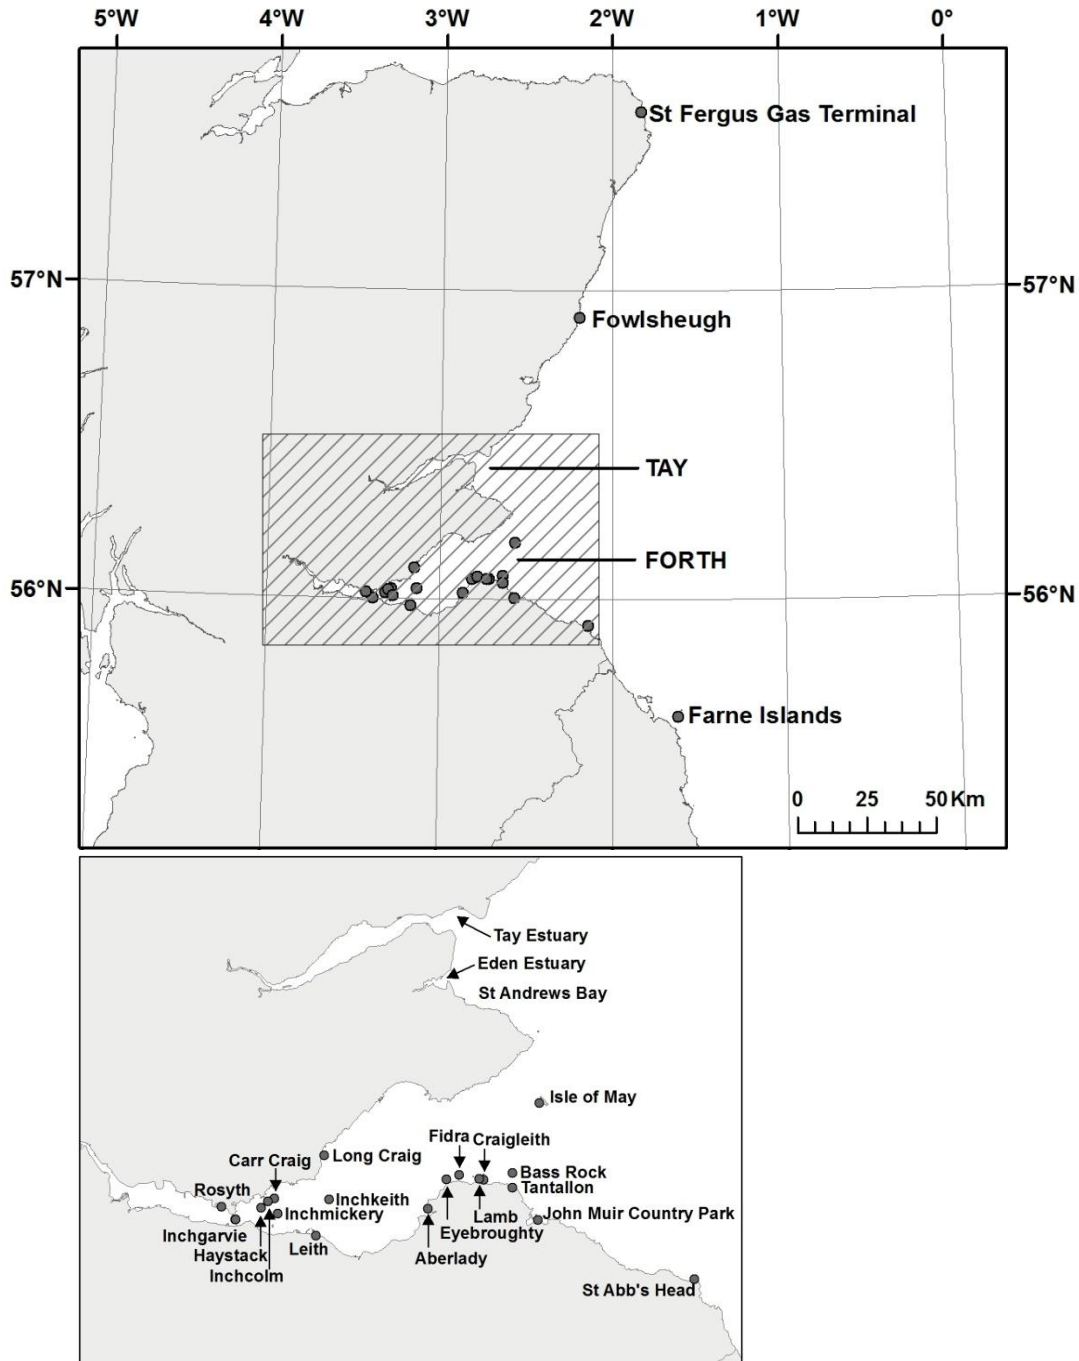 5°W 4°W 3°W 2°W 1°W 0°
St Fergus Gas Terminal
57°N 57°N
Fowlsheugh
TAY
FORTH
56°N 56°N
Farne Islands
0 25 50 Km
Tay Estuary
Eden Estuary
St Andrews Bay
Isle of May
Fidra Craigleith
Carr Craig Long Craig
Bass Rock
Rosyth Inchkeith Tantallon
Inchmickery Lamb John Muir Country Park
Inchgarvie Eyebroughty
Haystack Leith Aberlady
Inchcolm
St Abb's Head